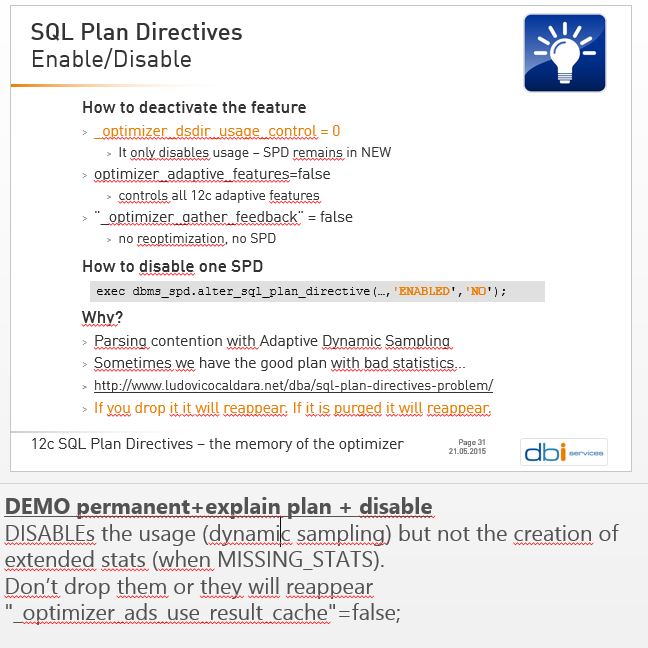 SQL Plan Directives
Enable/Disable
How to deactivate the feature
> _optimizer_dsdir_usage_control = 0
> It only disables usage – SPD remains in NEW
> optimizer_adaptive_features=false
> controls all 12c adaptive features
> "_optimizer_gather_feedback" = false
> no reoptimization, no SPD
How to disable one SPD
exec dbms_spd.alter_sql_plan_directive(…,'ENABLED','NO');
Why?
> Parsing contention with Adaptive Dynamic Sampling
> Sometimes we have the good plan with bad statistics…
> http://www.ludovicocaldara.net/dba/sql-plan-directives-problem/
> If you drop it it will reappear. If it is purged it will reappear.
12c SQL Plan Directives – the memory of the optimizer
Page 31
21.05.2015
dbi services
DEMO permanent+explain plan + disable
DISABLEs the usage (dynamic sampling) but not the creation of
extended stats (when MISSING_STATS).
Don’t drop them or they will reappear
"_optimizer_ads_use_result_cache"=false;